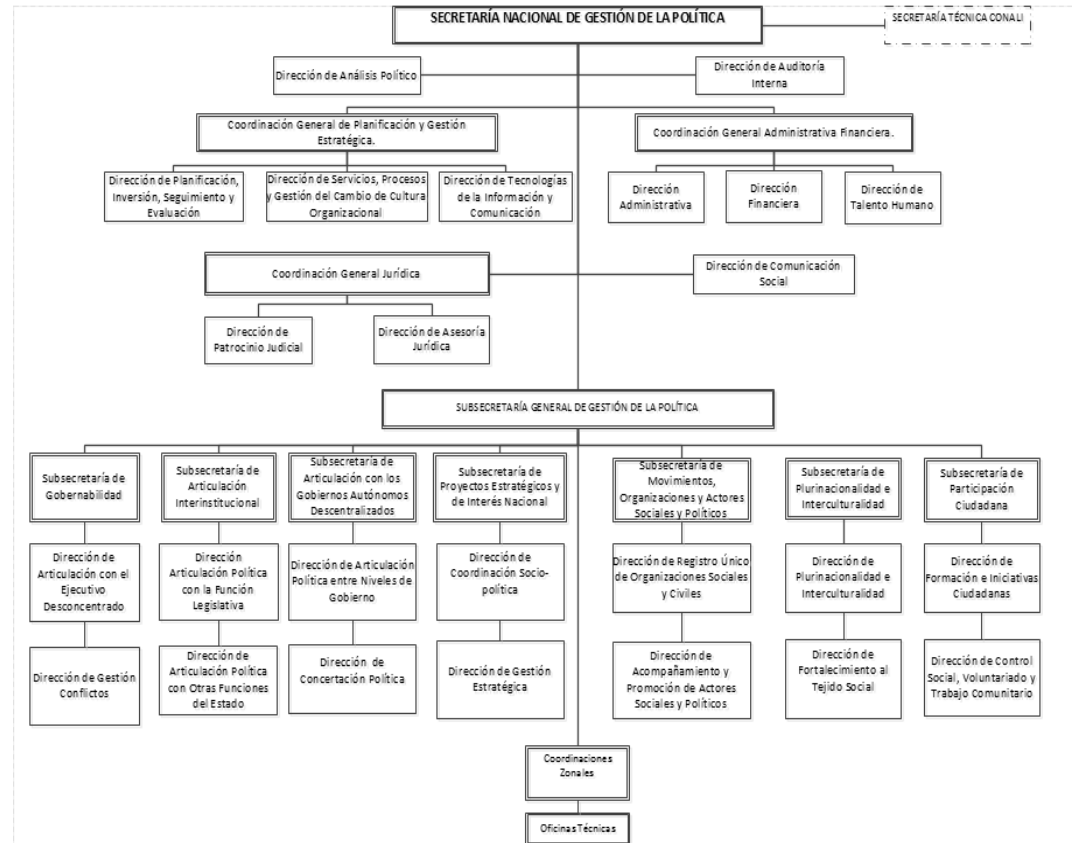 SECRETARÍA NACIONAL DE GESTIÓN DE LA POLÍTICA
SECRETARÍA TÉCNICA CONALI
Dirección de Análisis Político
Dirección de Auditoría
Interna
Coordinación General de Planificación y Gestión
Estratégica.
Coordinación General Administrativa Financiera.
Dirección de Planificación,
Inversión, Seguimiento y
Evaluación
Dirección de Servicios, Procesos
y Gestión del Cambio de Cultura
Organizacional
Dirección de Tecnologías
de la Información y
Comunicación
Dirección
Administrativa
Dirección
Financiera
Dirección de
Talento Humano
Coordinación General Jurídica
Dirección de Comunicación
Social
Dirección de
Patrocinio Judicial
Dirección de Asesoría
Jurídica
SUBSECRETARÍA GENERAL DE GESTIÓN DE LA POLÍTICA
Subsecretaría de
Gobernabilidad
Subsecretaría de
Articulación
Interinstitucional
Subsecretaría de
Articulación con los
Gobiernos Autónomos
Descentralizados
Subsecretaría de
Proyectos Estratégicos y
de Interés Nacional
Subsecretaría de
Movimientos,
Organizaciones y Actores
Sociales y Políticos
Subsecretaría de
Plurinacionalidad e
Interculturalidad
Subsecretaría de
Participación
Ciudadana
Dirección de
Articulación con el
Ejecutivo
Desconcentrado
Dirección
Articulación Política
con la Función
Legislativa
Dirección de Articulación
Política entre Niveles de
Gobierno
Dirección de
Coordinación Socio-
política
Dirección de Registro Único
de Organizaciones Sociales
y Civiles
Dirección de
Plurinacionalidad e
Interculturalidad
Dirección de
Formación e Iniciativas
Ciudadanas
Dirección de Gestión
Conflictos
Dirección de
Articulación Política
con Otras Funciones
del Estado
Dirección de
Concertación Política
Dirección de Gestión
Estratégica
Dirección de
Acompañamiento y
Promoción de Actores
Sociales y Políticos
Dirección de
Fortalecimiento al
Tejido Social
Dirección de Control
Social, Voluntariado y
Trabajo Comunitario
Coordinaciones
Zonales
Oficinas Técnicas